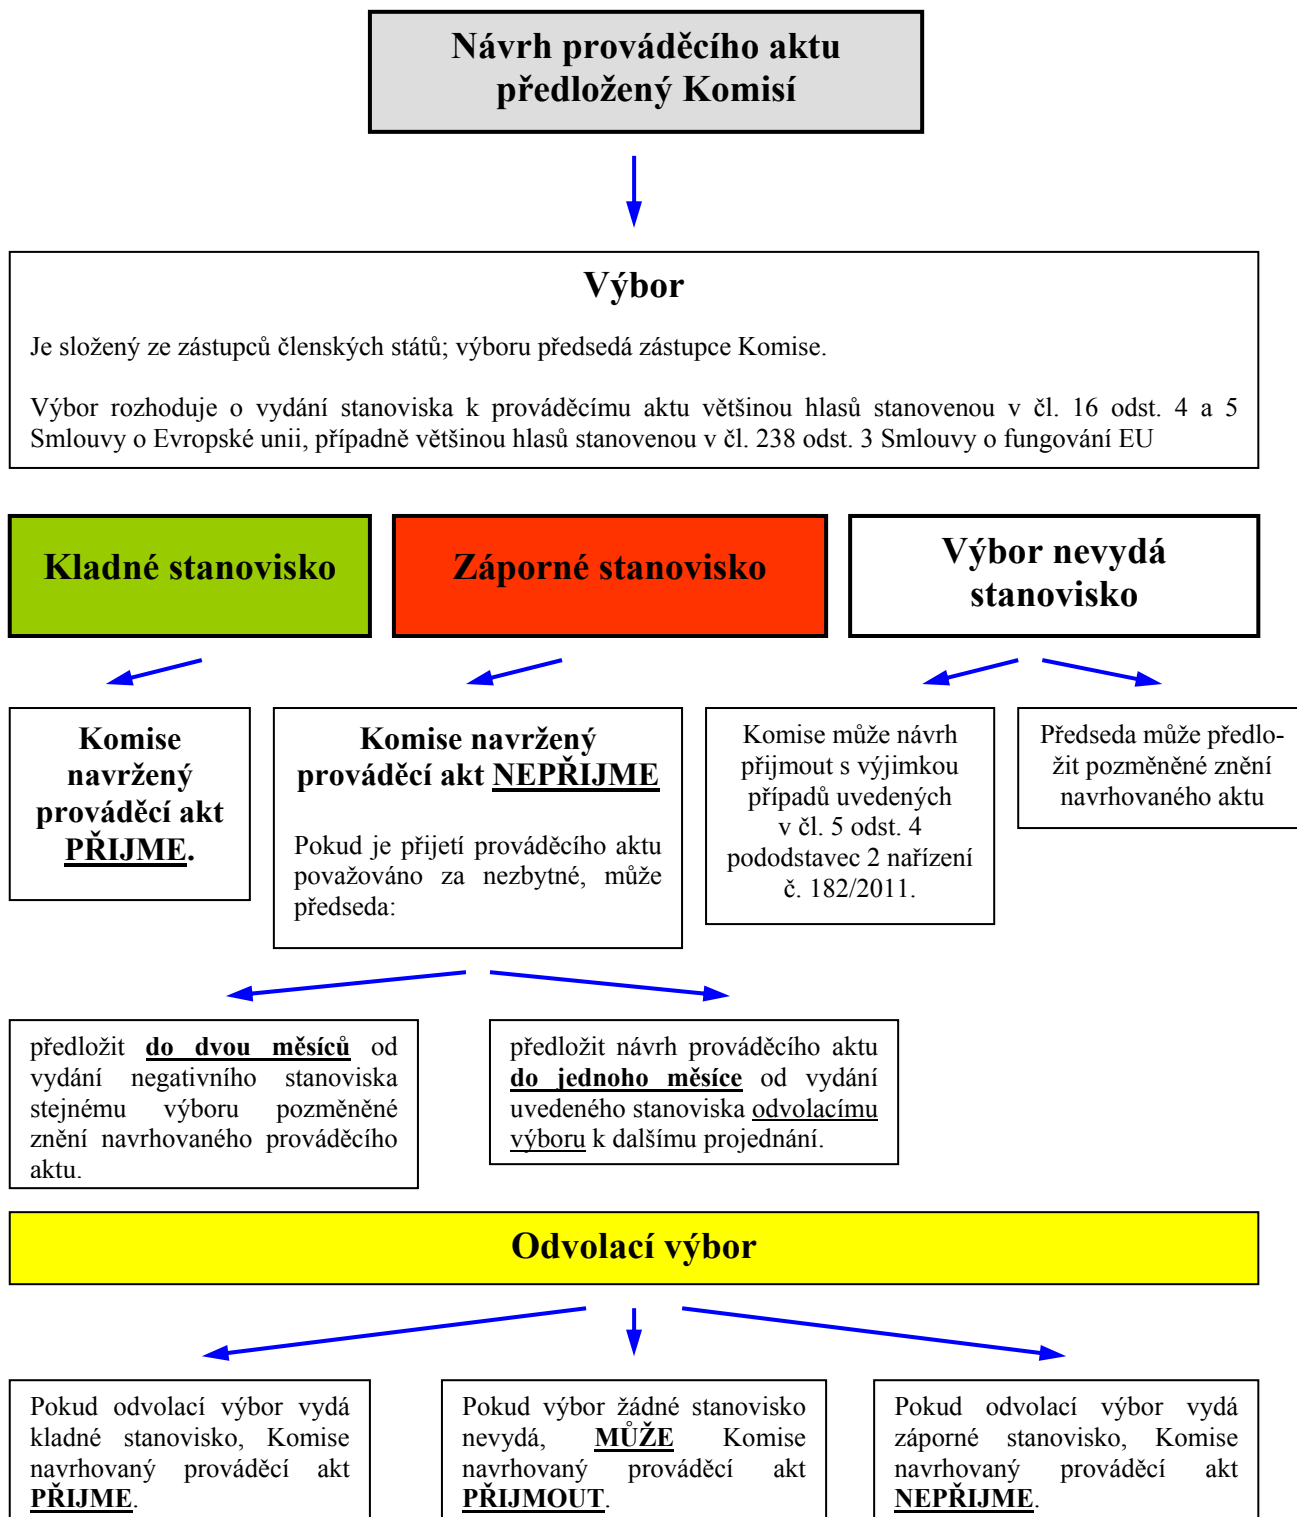 Návrh prováděcího aktu
předložený Komisí
Výbor
Je složený ze zástupců členských států; výboru předsedá zástupce Komise.
Výbor rozhoduje o vydání stanoviska k prováděcímu aktu většinou hlasů stanovenou v čl. 16 odst. 4 a 5
Smlouvy o Evropské unii, případně většinou hlasů stanovenou v čl. 238 odst. 3 Smlouvy o fungování EU
Kladné stanovisko
Záporné stanovisko
Výbor nevydá
stanovisko
Komise
navržený
prováděcí akt
PŘIJME.
Komise navržený
prováděcí akt NEPŘIJME
Pokud je přijetí prováděcího aktu
považováno za nezbytné, může
předseda:
Komise může návrh
přijmout s výjimkou
případů uvedených
v čl. 5 odst. 4
pododstavec 2 nařízení
č. 182/2011.
Předseda může předlo-
žit pozměněné znění
navrhovaného aktu
předložit do dvou měsíců od
vydání negativního stanoviska
stejnému výboru pozměněné
znění navrhovaného prováděcího
aktu.
předložit návrh prováděcího aktu
do jednoho měsíce od vydání
uvedeného stanoviska odvolacímu
výboru k dalšímu projednání.
Odvolací výbor
Pokud odvolací výbor vydá
kladné stanovisko, Komise
navrhovaný prováděcí akt
PŘIJME.
Pokud výbor žádné stanovisko
nevydá, MŮŽE Komise
navrhovaný prováděcí akt
PŘIJMOUT.
Pokud odvolací výbor vydá
záporné stanovisko, Komise
navrhovaný prováděcí akt
NEPŘIJME.